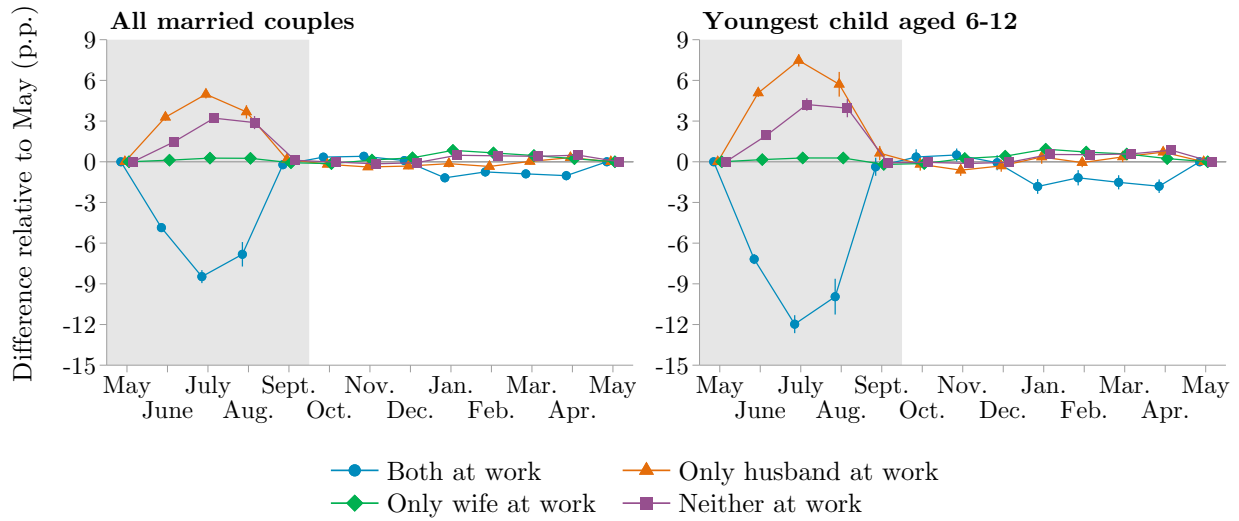 All married couples
Youngest child aged 6-12
Difference relative to May (p.p.)
9
6
3
0
-3
-6
-9
-12
-15
May
June
July
Aug.
Sept.
Oct.
Nov.
Dec.
Jan.
Feb.
Mar.
Apr.
May
9
6
3
0
-3
-6
-9
-12
-15
May
June
July
Aug.
Sept.
Oct.
Nov.
Dec.
Jan.
Feb.
Mar.
Apr.
May
Both at work
Only husband at work
Only wife at work
Neither at work